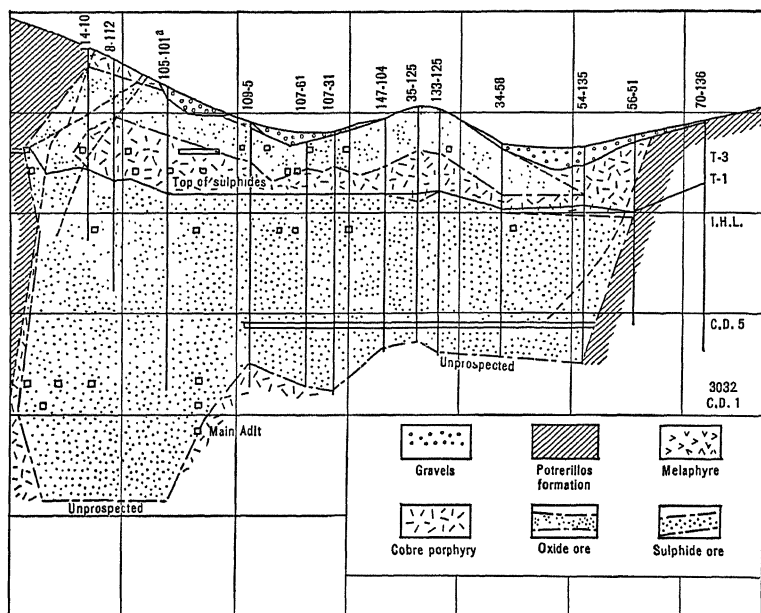 14-10
8-112
105-101ª
109-5
107-61
107-31
147-104
35-125
133-125
34-58
54-135
56-51
70-136
T-3
T-1
Top of sulphides
I.H.L.
C.D. 5
Unprospected
3032
C.D. 1
Main Adit
Unprospected
Gravels
Potrerillos
formation
Melaphyre
Cobre porphyry
Oxide ore
Sulphide ore